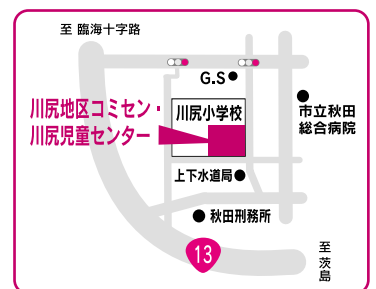 至 臨海十字路
G.S
川尻地区コミセン・
川尻児童センター
川尻小学校
市立秋田
総合病院
上下水道局
秋田刑務所
13
至茨島